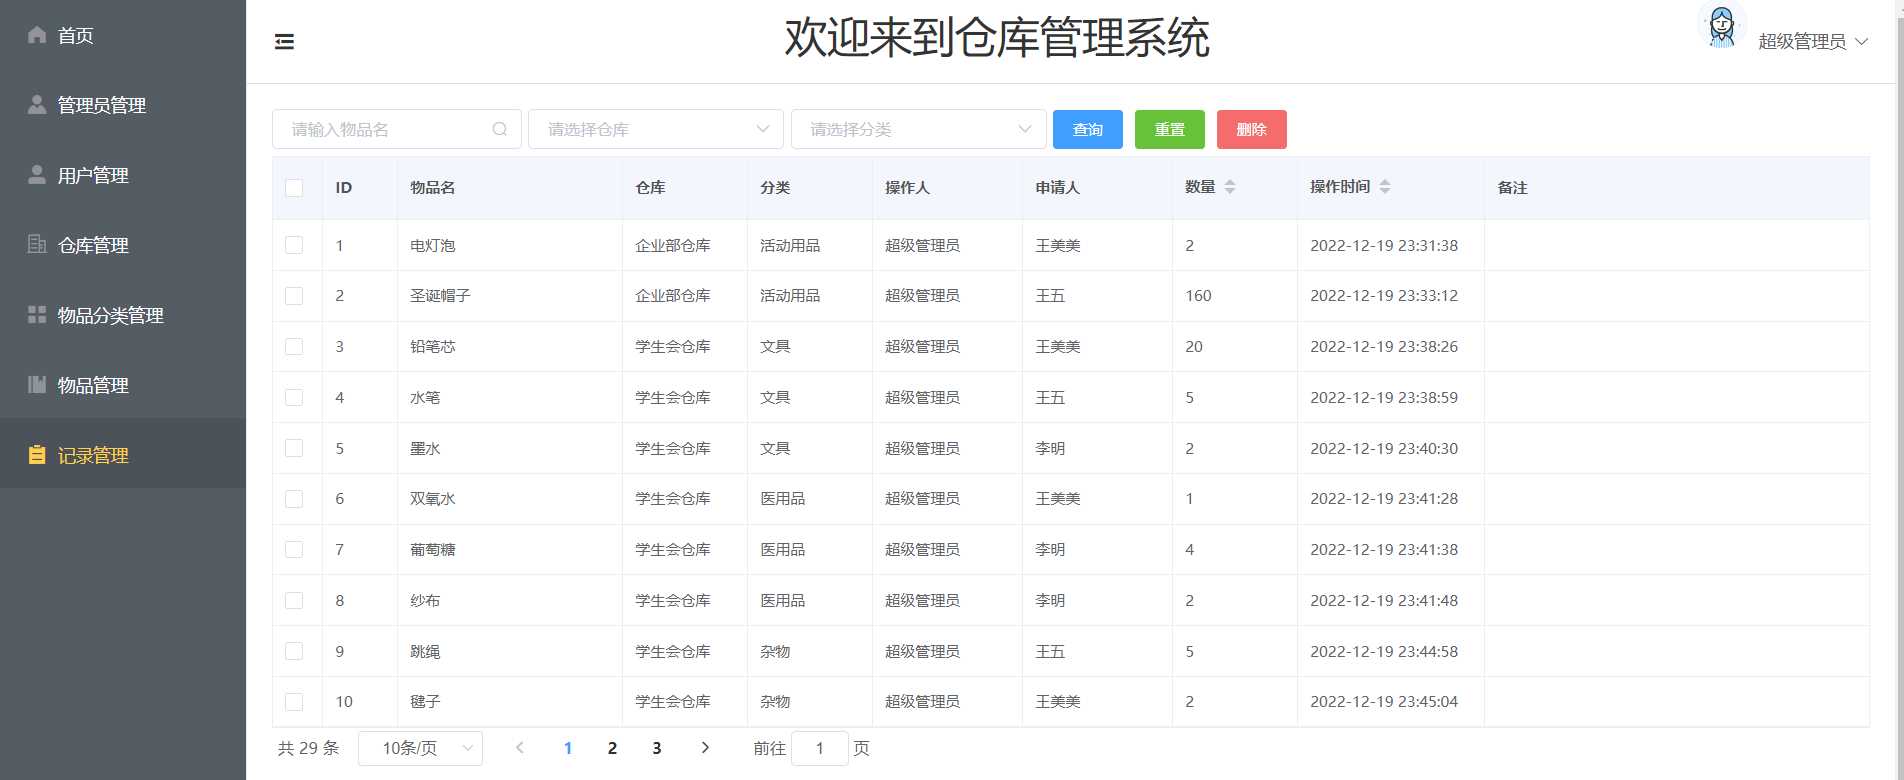 首页
管理员管理
用户管理
仓库管理
物品分类管理
物品管理
记录管理
欢迎来到仓库管理系统
超级管理员
请输入物品名 请选择仓库 请选择分类 查询 重置 删除
ID 物品名 仓库 分类 操作人 申请人 数量 操作时间 备注
1 电灯泡 企业部仓库 活动用品 超级管理员 王美美 2 2022-12-19 23:31:38
2 圣诞帽子 企业部仓库 活动用品 超级管理员 王五 160 2022-12-19 23:33:12
3 铅笔芯 学生会仓库 文具 超级管理员 王美美 20 2022-12-19 23:38:26
4 水笔 学生会仓库 文具 超级管理员 王五 5 2022-12-19 23:38:59
5 墨水 学生会仓库 文具 超级管理员 李明 2 2022-12-19 23:40:30
6 双氧水 学生会仓库 医用品 超级管理员 王美美 1 2022-12-19 23:41:28
7 葡萄糖 学生会仓库 医用品 超级管理员 李明 4 2022-12-19 23:41:38
8 纱布 学生会仓库 医用品 超级管理员 李明 2 2022-12-19 23:41:48
9 跳绳 学生会仓库 杂物 超级管理员 王五 5 2022-12-19 23:44:58
10 毽子 学生会仓库 杂物 超级管理员 王美美 2 2022-12-19 23:45:04
共 29 条 10条/页 1 2 3 前往 1 页